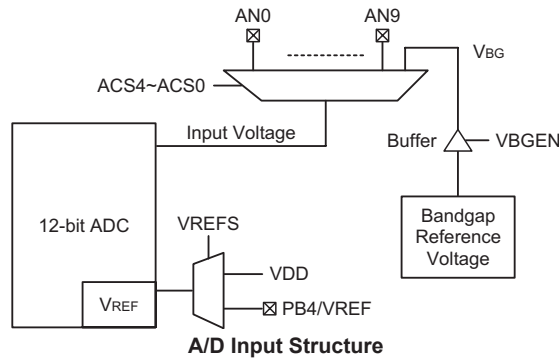 AN0
AN9
VBG
ACS4~ACS0
Input Voltage
Buffer
VBGEN
12-bit ADC
Bandgap
Reference
Voltage
VREFS
VDD
VREF
PB4/VREF
A/D Input Structure